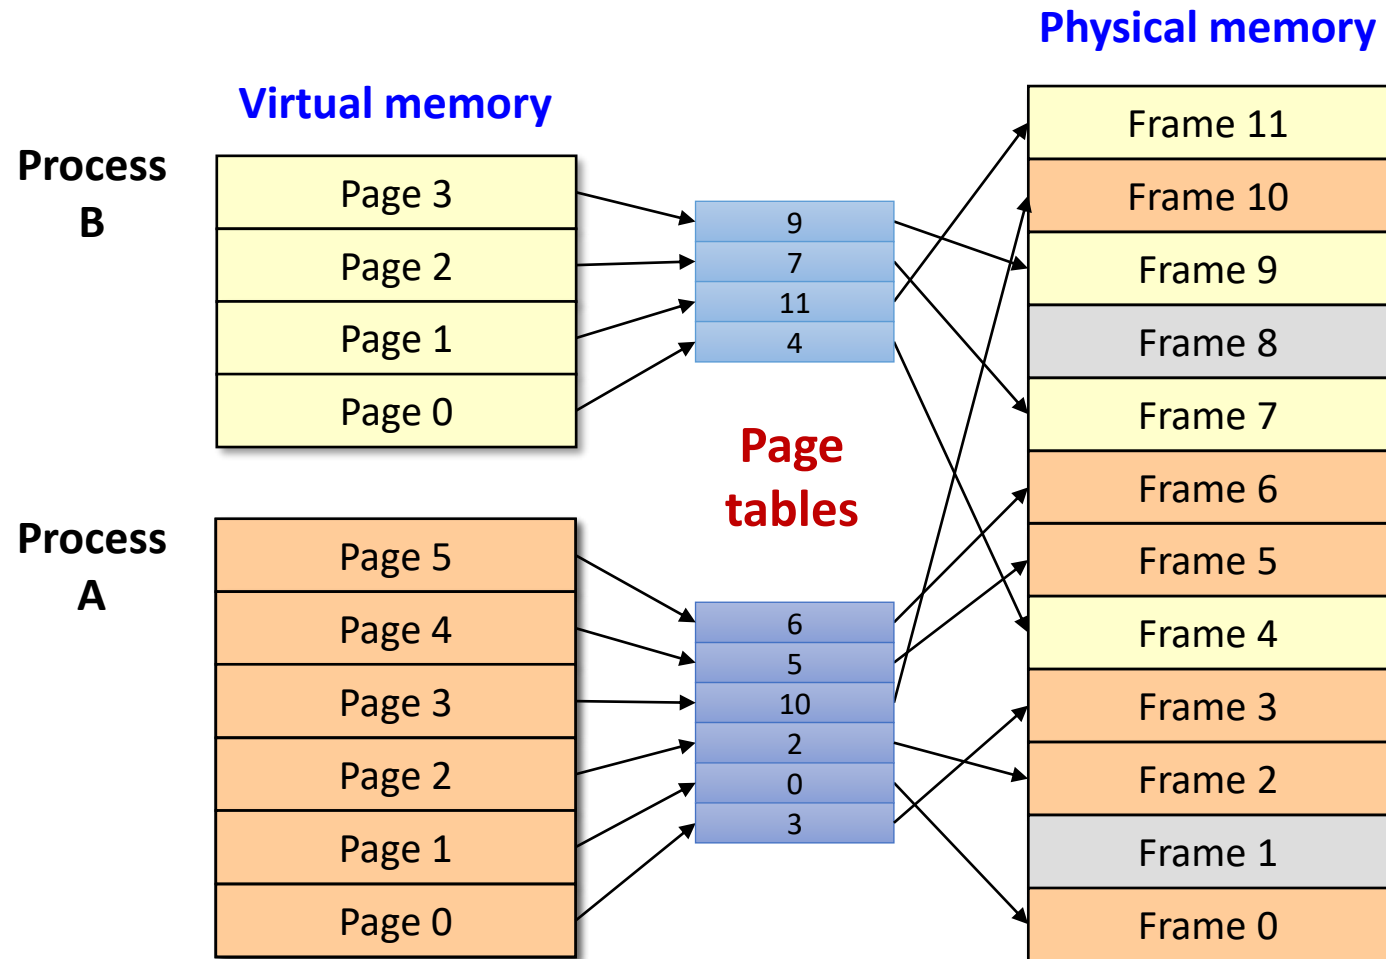 Physical memory
Virtual memory
Process
B
Page 3
Page 2
Page 1
Page 0
9
7
11
4
Page
tables
Process
A
Page 5
Page 4
Page 3
Page 2
Page 1
Page 0
6
5
10
2
0
3
Frame 11
Frame 10
Frame 9
Frame 8
Frame 7
Frame 6
Frame 5
Frame 4
Frame 3
Frame 2
Frame 1
Frame 0